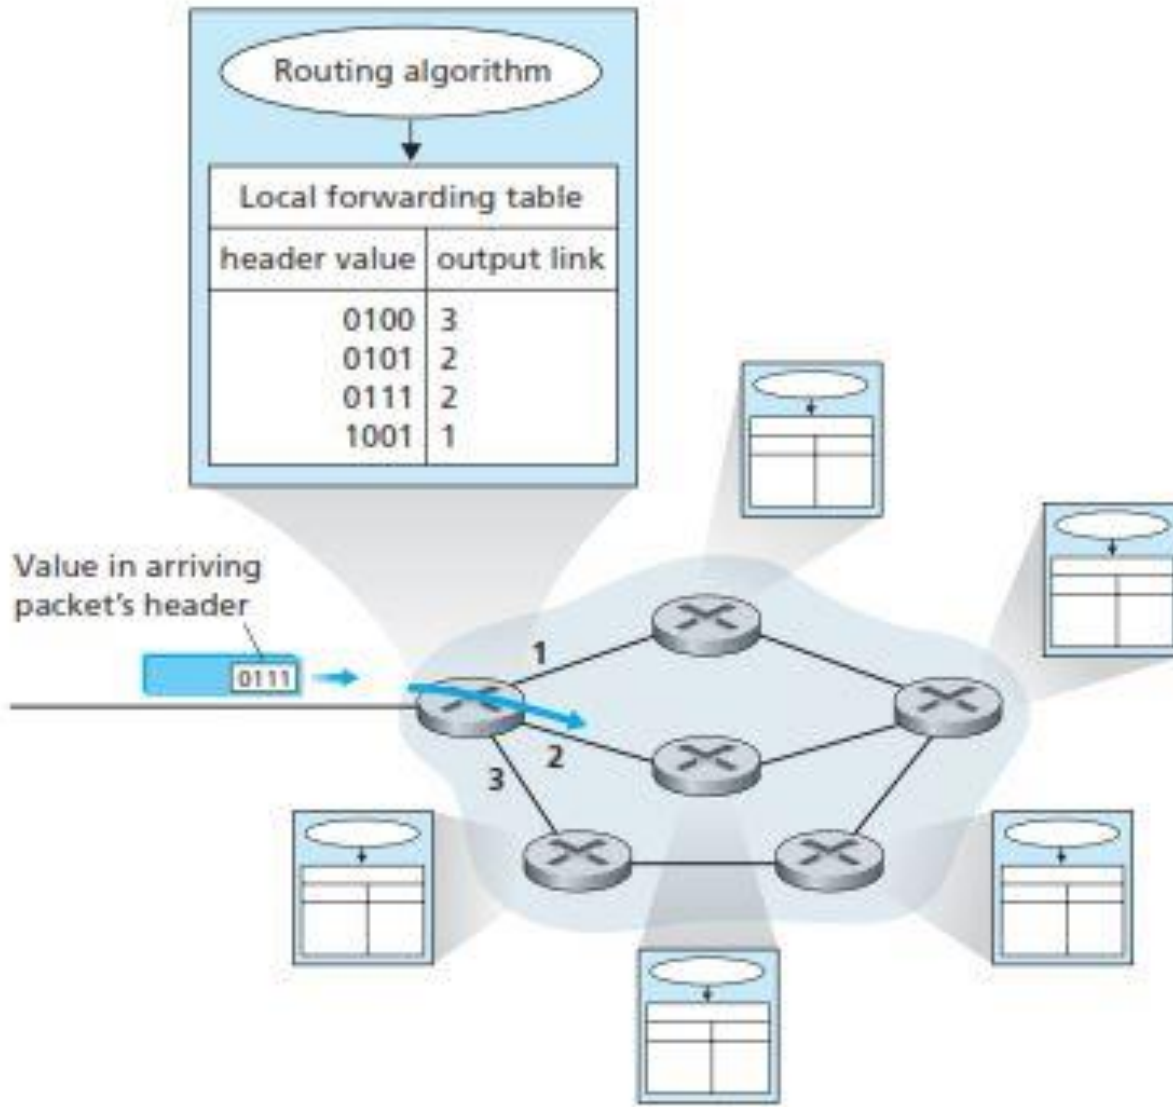 Routing algorithm
Local forwarding table
header value output link
0100 3
0101 2
0111 2
1001 1
Value in arriving
packet's header
0111
1
2
3